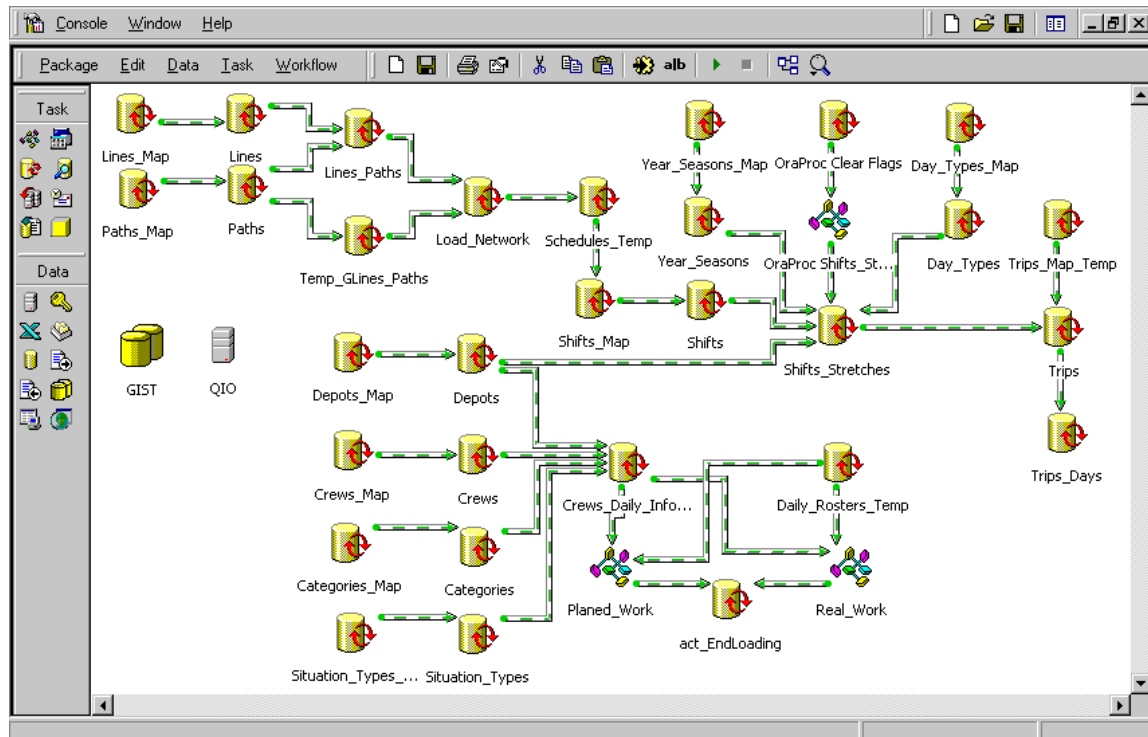 Console Window Help
Package Edit Data Task Workflow a|b
Task
Data
Lines_Map
Lines
Lines_Paths
Year_Seasons_Map
OraProc Clear Flags
Day_Types_Map
Paths_Map
Paths
Load_Network
Schedules_Temp
Temp_GLines_Paths
Year_Seasons
OraProc Shifts_St...
Day_Types
Trips_Map_Temp
Shifts_Map
Shifts
Shifts_Stretches
Trips
GIST
QIO
Depots_Map
Depots
Trips_Days
Crews_Map
Crews
Crews_Daily_Info...
Daily_Rosters_Temp
Categories_Map
Categories
Planed_Work
Real_Work
act_EndLoading
Situation_Types_...
Situation_Types